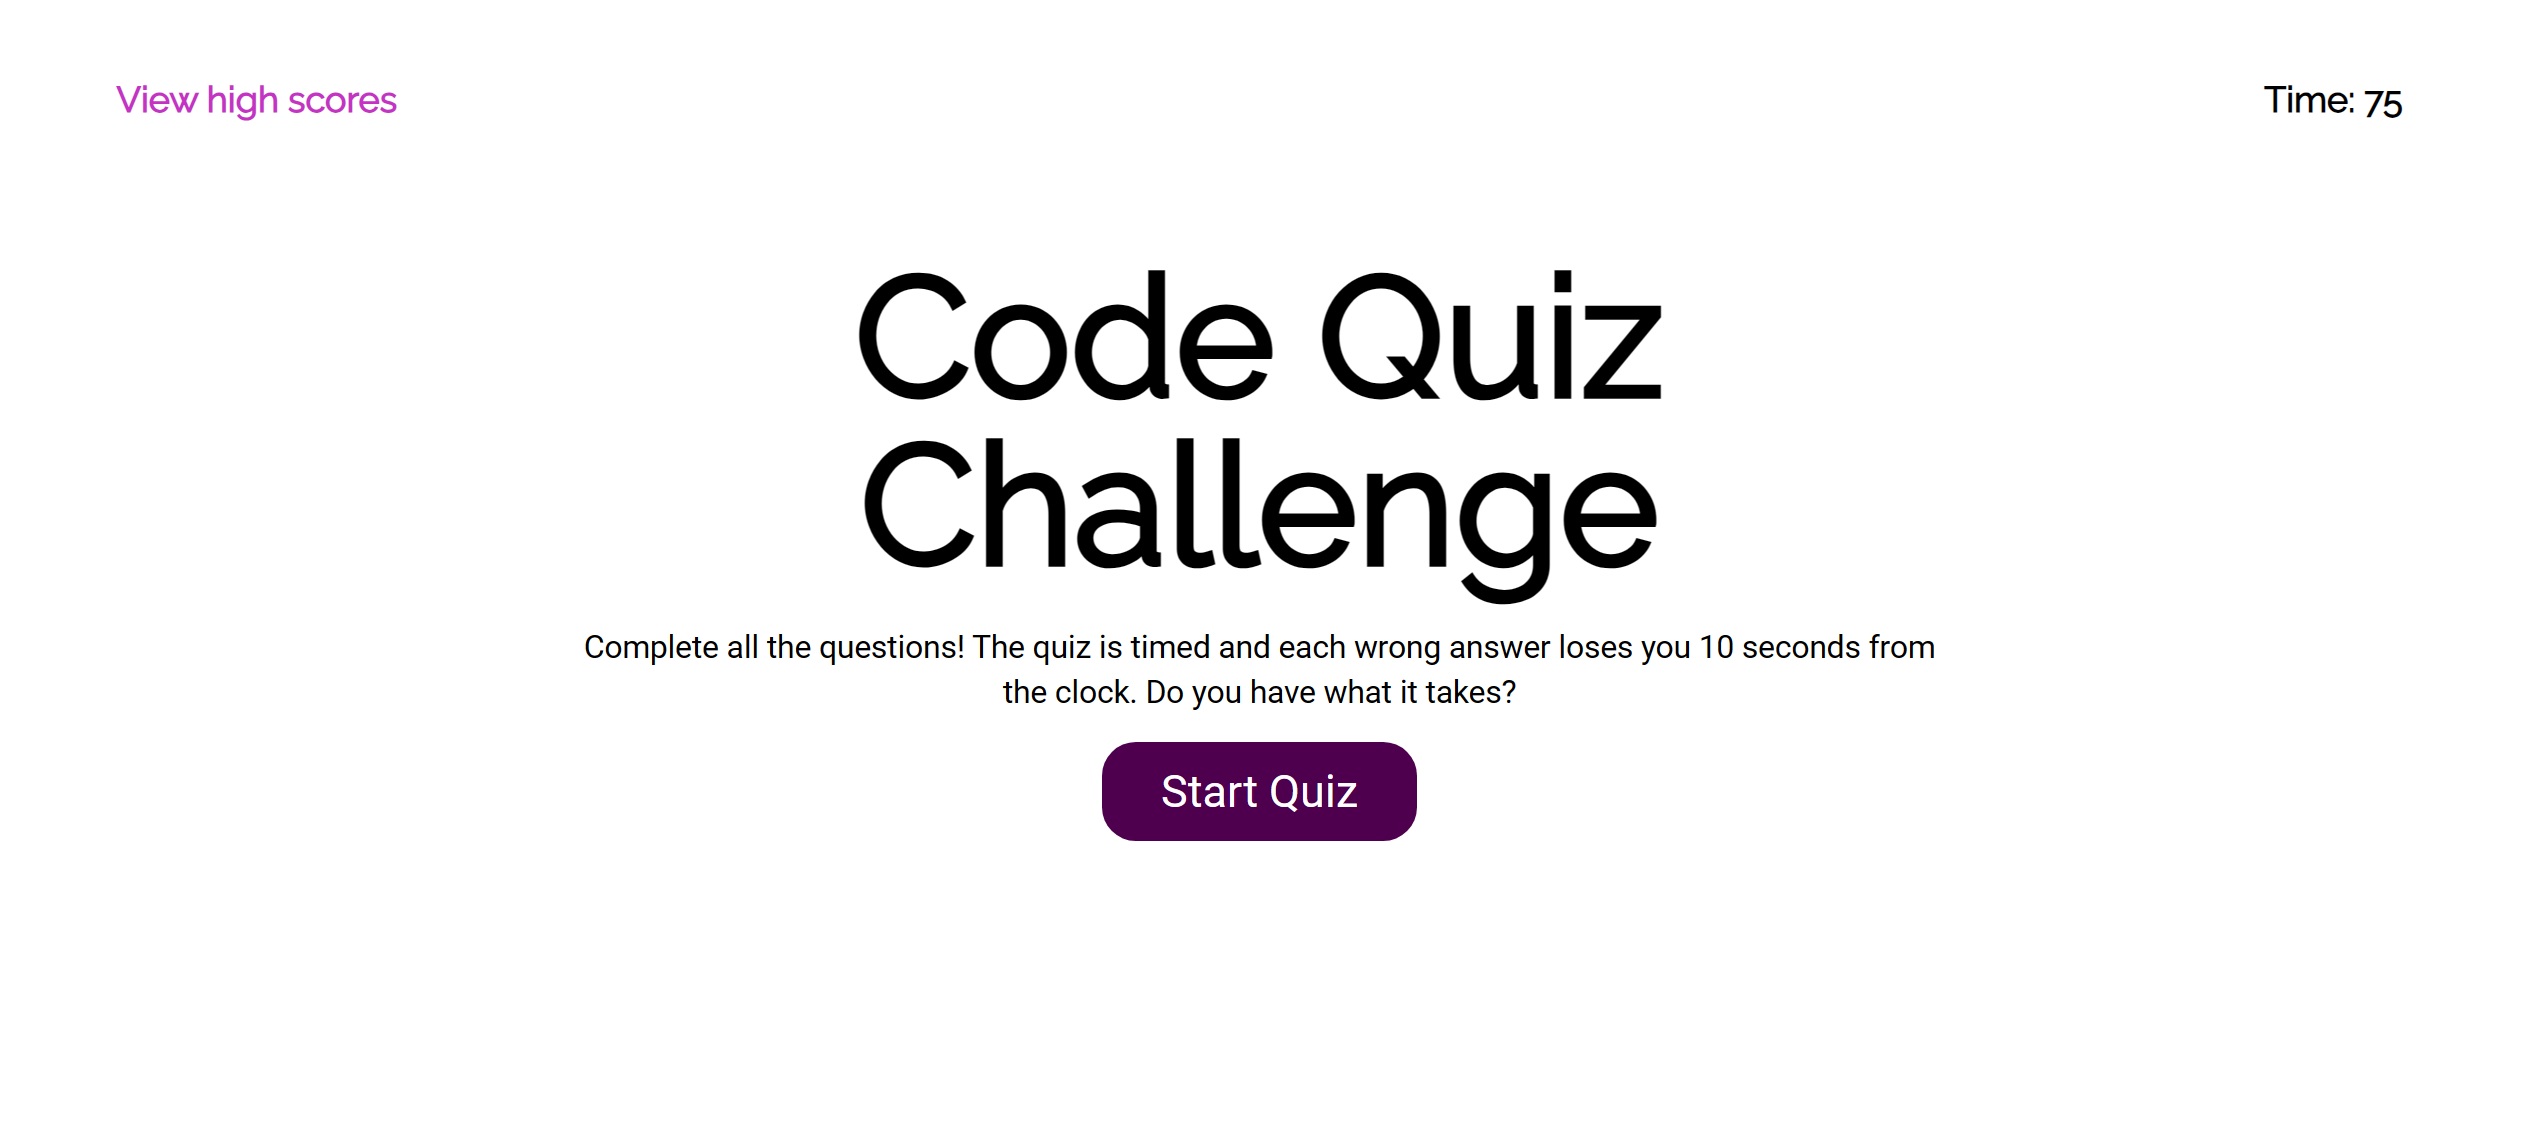 View high scores
Time: 75
Code Quiz
Challenge
Complete all the questions! The quiz is timed and each wrong answer loses you 10 seconds from
the clock. Do you have what it takes?
Start Quiz